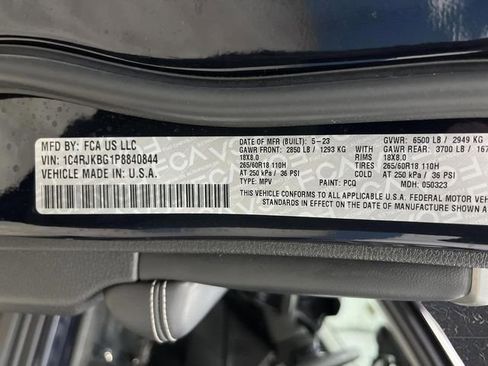 MFD BY: FCA US LLC
VIN: 1C4RJKBG1P8840844
VEHICLE MADE IN: U.S.A.
DATE OF MFR (BUILT): 5-23 GVWR: 6500 LB / 2949 KG
GAWR FRONT: 2850 LB / 1293 KG GAWR REAR: 3700 LB /
18X8.0 RIMS 18X8.0
265/60R18 110H TIRES 265/60R18 110H
AT 250 kPa / 36 PSI COLD AT 250 kPa / 36 PSI
TYPE: MPV PAINT: PCQ MDH: 050323
THIS VEHICLE CONFORMS TO ALL APPLICABLE U.S.A. FEDERAL MOTOR
STANDARDS IN EFFECT ON THE DATE OF MANUFACTURE SHOWN